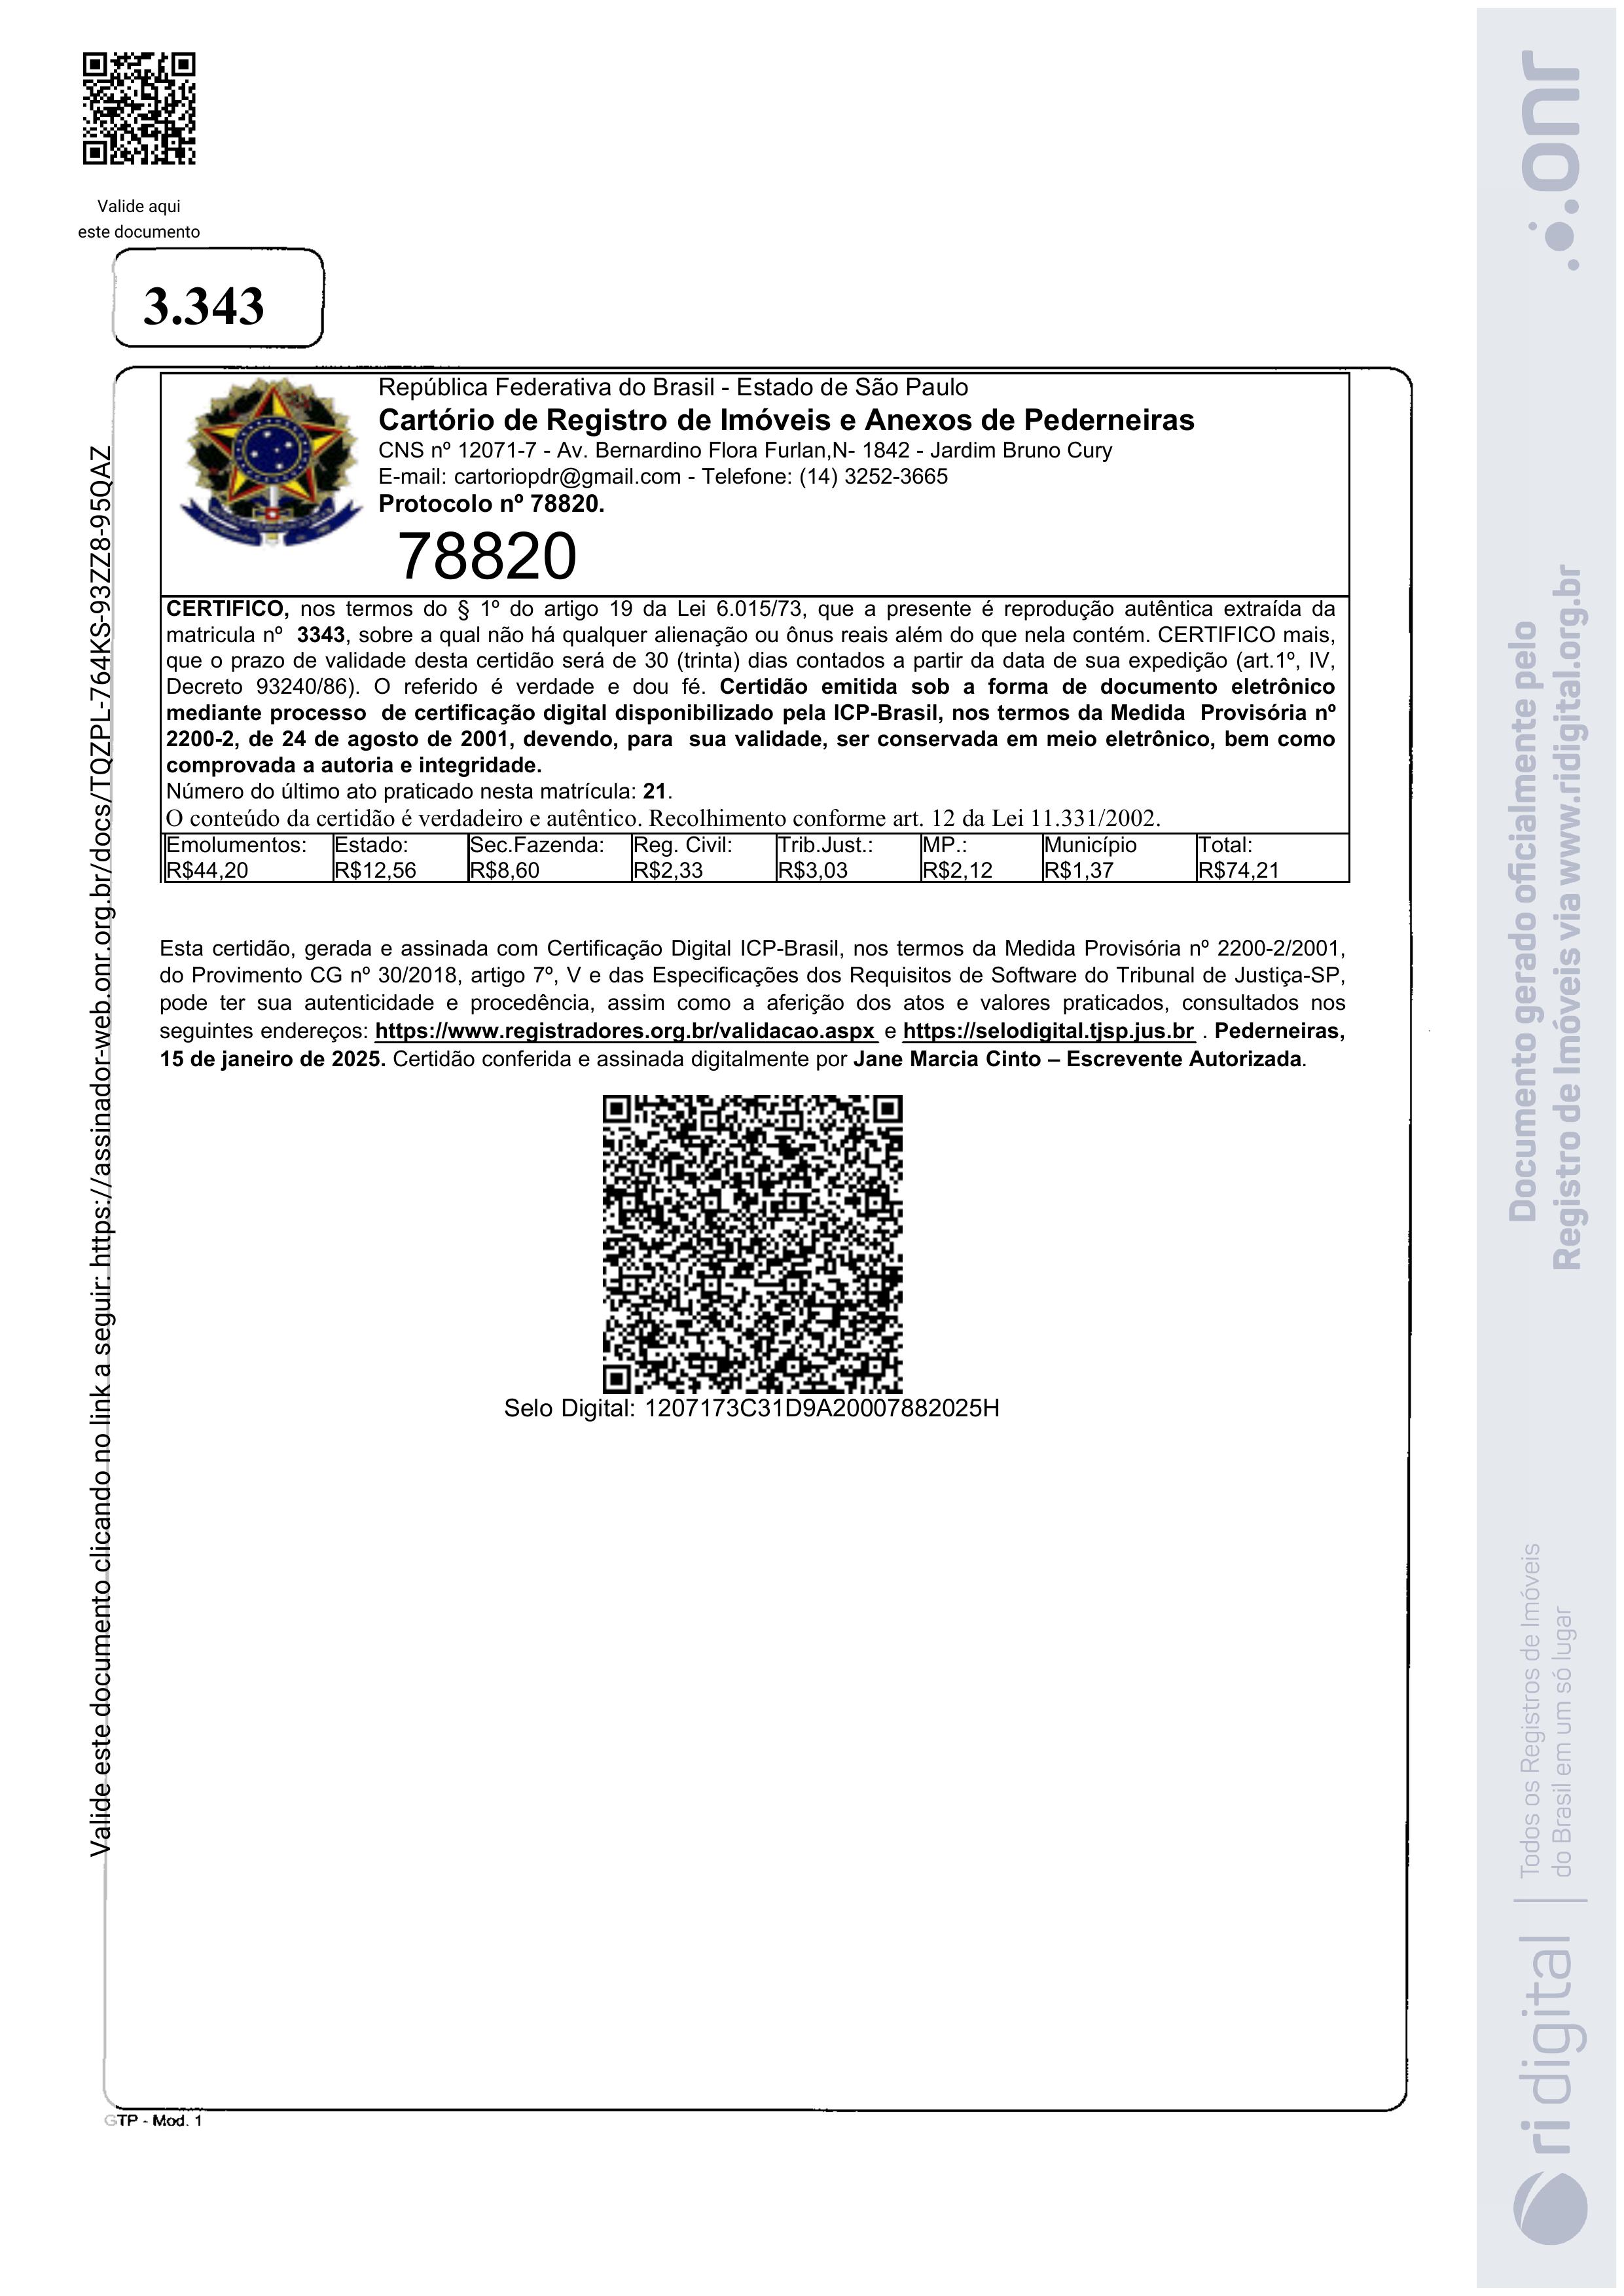 Valide aqui
este documento
3.343
República Federativa do Brasil - Estado de São Paulo
Cartório de Registro de Imóveis e Anexos de Pederneiras
CNS nº 12071-7 - Av. Bernardino Flora Furlan,N- 1842 - Jardim Bruno Cury
E-mail: cartoriopdr@gmail.com - Telefone: (14) 3252-3665
Protocolo nº 78820.
78820
CERTIFICO, nos termos do § 1º do artigo 19 da Lei 6.015/73, que a presente é reprodução autêntica extraída da
matricula nº 3343, sobre a qual não há qualquer alienação ou ônus reais além do que nela contém. CERTIFICO mais,
que o prazo de validade desta certidão será de 30 (trinta) dias contados a partir da data de sua expedição (art.1º, IV,
Decreto 93240/86). O referido é verdade e dou fé. Certidão emitida sob a forma de documento eletrônico
mediante processo de certificação digital disponibilizado pela ICP-Brasil, nos termos da Medida Provisória nº
2200-2, de 24 de agosto de 2001, devendo, para sua validade, ser conservada em meio eletrônico, bem como
comprovada a autoria e integridade.
Número do último ato praticado nesta matrícula: 21.
O conteúdo da certidão é verdadeiro e autêntico. Recolhimento conforme art. 12 da Lei 11.331/2002.
Emolumentos: Estado: Sec.Fazenda: Reg. Civil: Trib.Just.: MP.: Município Total:
R$44,20 R$12,56 R$8,60 R$2,33 R$3,03 R$2,12 R$1,37 R$74,21
Esta certidão, gerada e assinada com Certificação Digital ICP-Brasil, nos termos da Medida Provisória nº 2200-2/2001,
do Provimento CG nº 30/2018, artigo 7º, V e das Especificações dos Requisitos de Software do Tribunal de Justiça-SP,
pode ter sua autenticidade e procedência, assim como a aferição dos atos e valores praticados, consultados nos
seguintes endereços: https://www.registradores.org.br/validacao.aspx e https://selodigital.tjsp.jus.br . Pederneiras,
15 de janeiro de 2025. Certidão conferida e assinada digitalmente por Jane Marcia Cinto – Escrevente Autorizada.
Selo Digital: 1207173C31D9A20007882025H
GTP - Mod. 1
Valide este documento clicando no link a seguir: https://assinador-web.onr.org.br/docs/TQZPL-764KS-93ZZ8-95QAZ
onr
Documento gerado oficialmente pelo
Registro de Imóveis via www.ridigital.org.br
Todos os Registros de Imóveis
do Brasil em um só lugar
ri digital